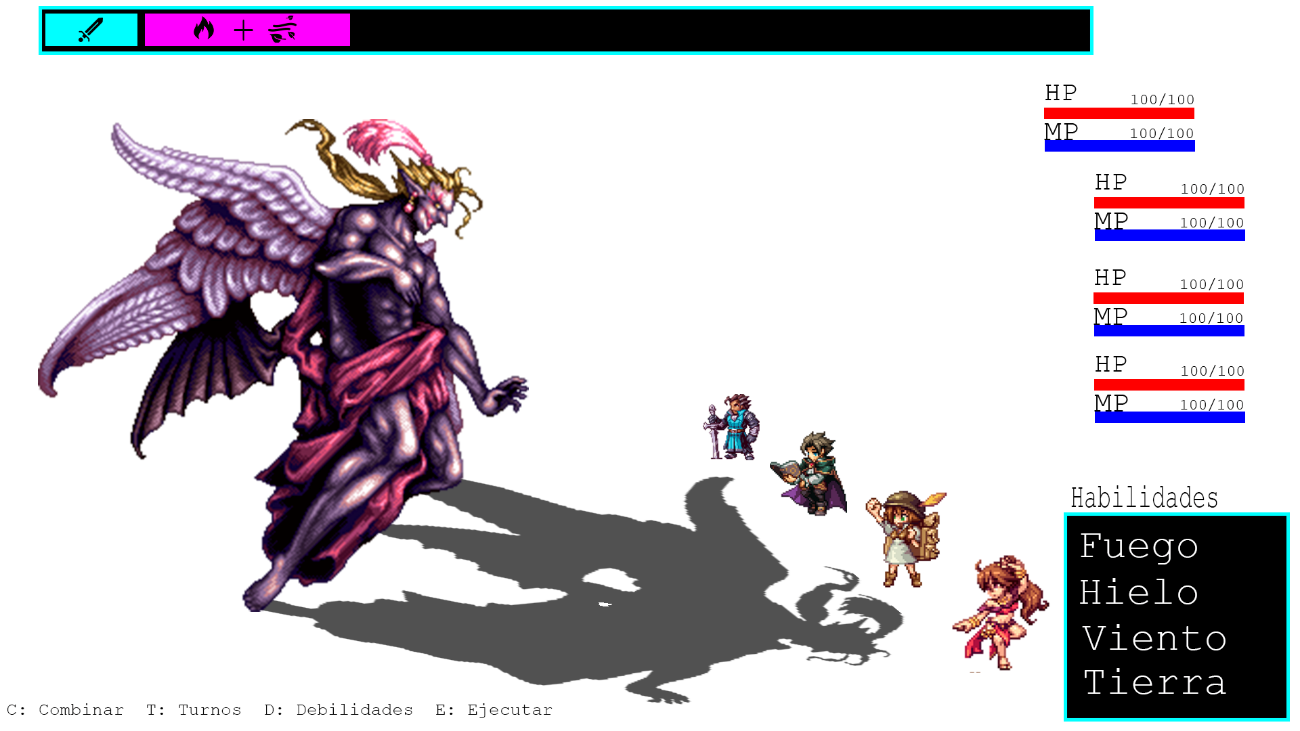 HP 100/100
MP 100/100
HP 100/100
MP 100/100
HP 100/100
MP 100/100
HP 100/100
MP 100/100
Habilidades
Fuego
Hielo
Viento
Tierra
C: Combinar T: Turnos D: Debilidades E: Ejecutar